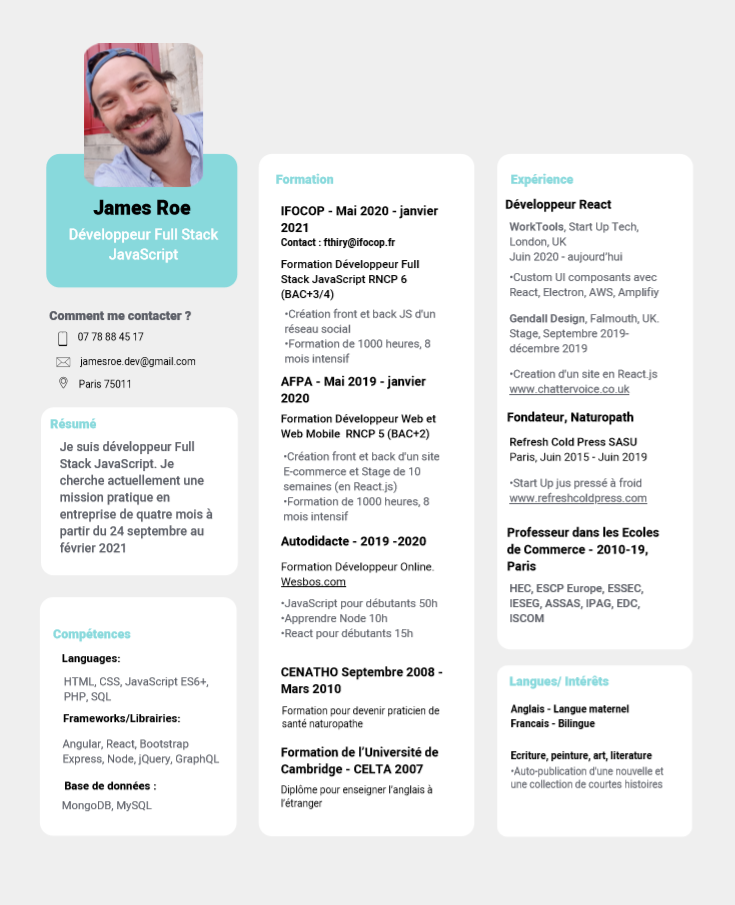 James Roe
Développeur Full Stack
JavaScript
Comment me contacter ?
07 78 88 45 17
jamesroe.dev@gmail.com
Paris 75011
Résumé
Je suis développeur Full
Stack JavaScript. Je
cherche actuellement une
mission pratique en
entreprise de quatre mois à
partir du 24 septembre au
février 2021
Compétences
Languages:
HTML, CSS, JavaScript ES6+,
PHP, SQL
Frameworks/Librairies:
Angular, React, Bootstrap
Express, Node, jQuery, GraphQL
Base de données :
MongoDB, MySQL
Formation
IFOCOP - Mai 2020 - janvier
2021
Contact : fthiry@ifocop.fr
Formation Développeur Full
Stack JavaScript RNCP 6
(BAC+3/4)
•Création front et back JS d'un
réseau social
•Formation de 1000 heures, 8
mois intensif
AFPA - Mai 2019 - janvier
2020
Formation Développeur Web et
Web Mobile RNCP 5 (BAC+2)
•Création front et back d'un site
E-commerce et Stage de 10
semaines (en React.js)
•Formation de 1000 heures, 8
mois intensif
Autodidacte - 2019 -2020
Formation Développeur Online.
Wesbos.com
•JavaScript pour débutants 50h
•Apprendre Node 10h
•React pour débutants 15h
CENATHO Septembre 2008 -
Mars 2010
Formation pour devenir praticien de
santé naturopathe
Formation de l'Université de
Cambridge - CELTA 2007
Diplôme pour enseigner l'anglais à
l'étranger
Expérience
Développeur React
WorkTools, Start Up Tech,
London, UK
Juin 2020 - aujourd'hui
•Custom UI composants avec
React, Electron, AWS, Amplifiy
Gendall Design, Falmouth, UK.
Stage, Septembre 2019-
décembre 2019
•Creation d'un site en React.js
www.chattervoice.co.uk
Fondateur, Naturopath
Refresh Cold Press SASU
Paris, Juin 2015 - Juin 2019
•Start Up jus pressé à froid
www.refreshcoldpress.com
Professeur dans les Ecoles
de Commerce - 2010-19,
Paris
HEC, ESCP Europe, ESSEC,
IESEG, ASSAS, IPAG, EDC,
ISCOM
Langues/ Intérêts
Anglais - Langue maternel
Francais - Bilingue
Ecriture, peinture, art, literature
•Auto-publication d'une nouvelle et
une collection de courtes histoires